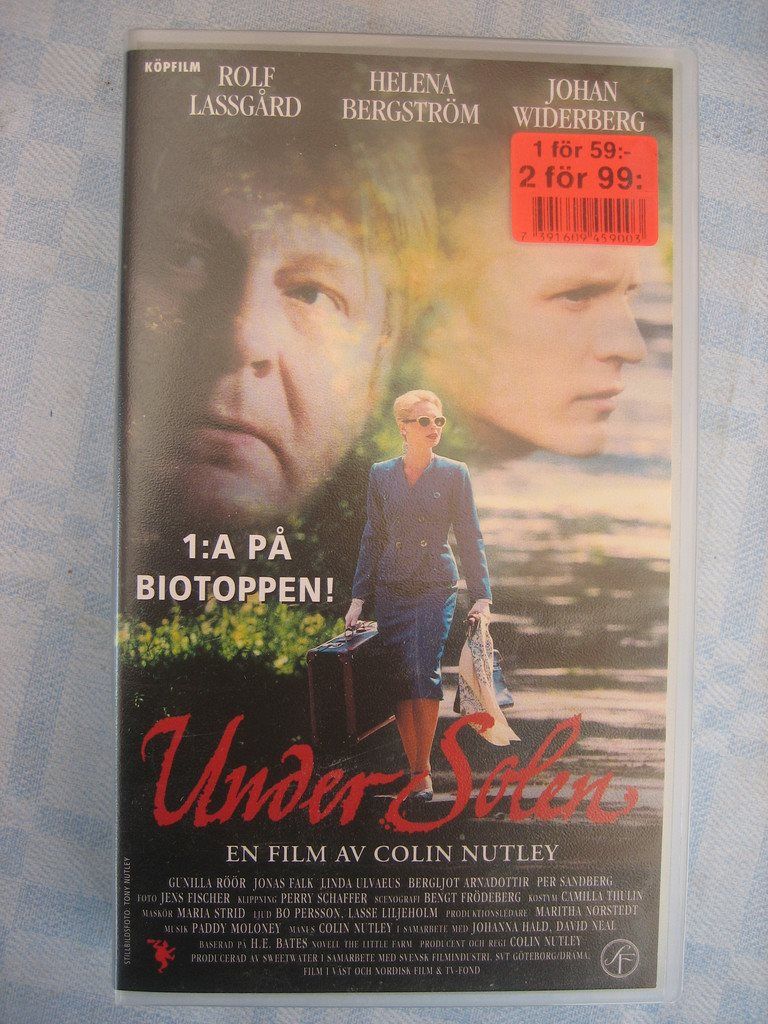 KÖPFILM
ROLF LASSGÅRD
HELENA BERGSTRÖM
JOHAN WIDERBERG
1 för 59:-
2 för 99:
7 391609 459003
1:A PÅ
BIOTOPPEN!
Under Solen
EN FILM AV COLIN NUTLEY
GUNILLA RÖÖR JONAS FALK LINDA ULVAEUS BERGLJOT ARNADOTTIR PER SANDBERG
FOTO JENS FISCHER KLIPPNING PERRY SCHAFFER SCENOGRAFI BENGT FRÖDEBERG KOSTYM CAMILLA THULIN
MASKÖR MARIA STRID LJUD BO PERSSON, LASSE LILJEHOLM PRODUKTIONSLEDARE MARITHA NORSTEDT
MUSIK PADDY MOLONEY MANUS COLIN NUTLEY I SAMARBETE MED JOHANNA HALD, DAVID NEAL
BASERAD PÅ H.E. BATES NOVELL THE LITTLE FARM PRODUCENT OCH REGI COLIN NUTLEY
PRODUCERAD AV SWEETWATER I SAMARBETE MED SVENSK FILMINDUSTRI, SVT GÖTEBORG/DRAMA,
FILM I VÄST OCH NORDISK FILM & TV-FOND
STILLBILDSFOTO: TONY NUTLEY
SF